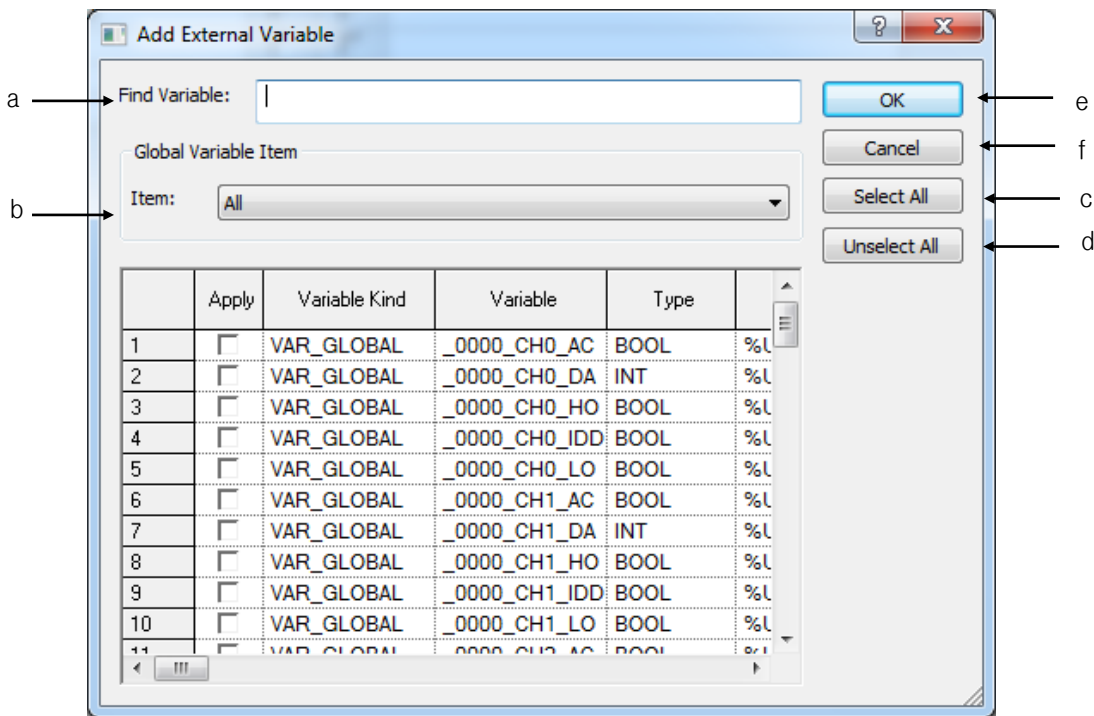 Add External Variable
a Find Variable: OK e
Global Variable Item Cancel f
b Item: All Select All c
Unselect All d
Apply Variable Kind Variable Type
1 VAR_GLOBAL _0000_CH0_AC BOOL
2 VAR_GLOBAL _0000_CH0_DA INT
3 VAR_GLOBAL _0000_CH0_HO BOOL
4 VAR_GLOBAL _0000_CH0_IDD BOOL
5 VAR_GLOBAL _0000_CH0_LO BOOL
6 VAR_GLOBAL _0000_CH1_AC BOOL
7 VAR_GLOBAL _0000_CH1_DA INT
8 VAR_GLOBAL _0000_CH1_HO BOOL
9 VAR_GLOBAL _0000_CH1_IDD BOOL
10 VAR_GLOBAL _0000_CH1_LO BOOL